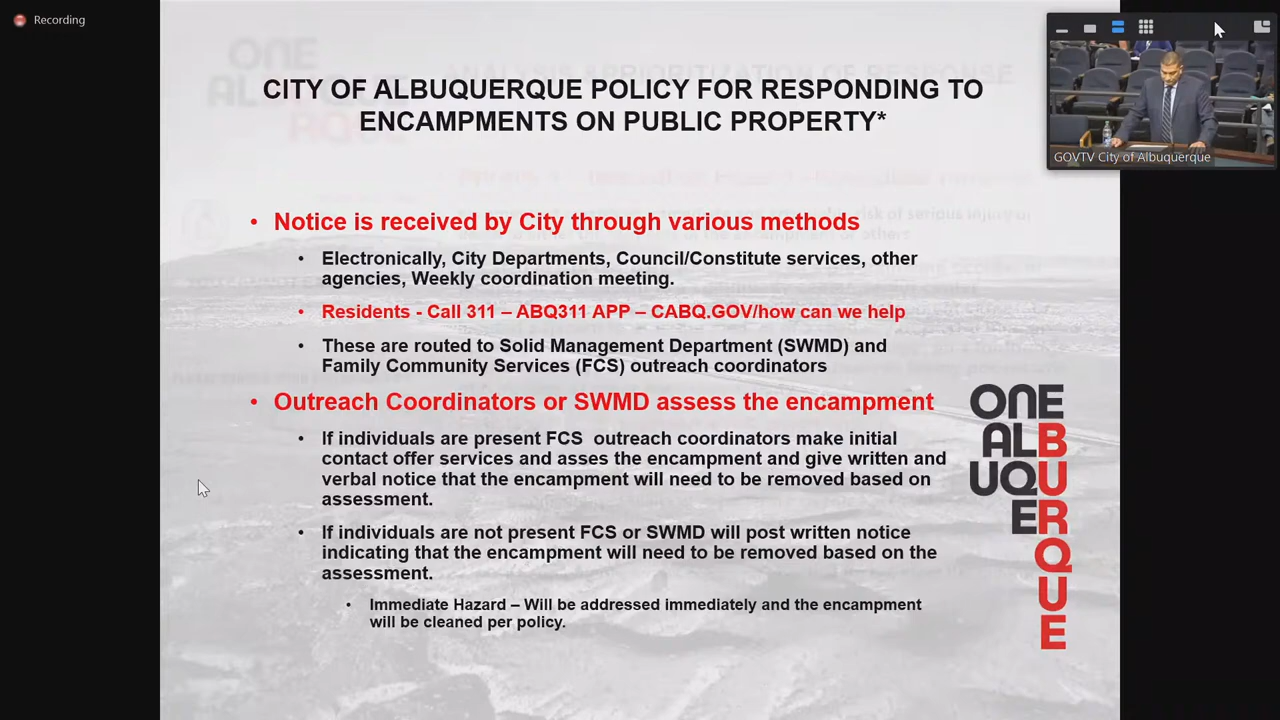 Recording
CITY OF ALBUQUERQUE POLICY FOR RESPONDING TO
ENCAMPMENTS ON PUBLIC PROPERTY*
GOVTV City of Albuquerque
• Notice is received by City through various methods
• Electronically, City Departments, Council/Constitute services, other
agencies, Weekly coordination meeting.
• Residents - Call 311 – ABQ311 APP – CABQ.GOV/how can we help
• These are routed to Solid Management Department (SWMD) and
Family Community Services (FCS) outreach coordinators
• Outreach Coordinators or SWMD assess the encampment
• If individuals are present FCS  outreach coordinators make initial
contact offer services and asses the encampment and give written and
verbal notice that the encampment will need to be removed based on
assessment.
• If individuals are not present FCS or SWMD will post written notice
indicating that the encampment will need to be removed based on the
assessment.
• Immediate Hazard – Will be addressed immediately and the encampment
will be cleaned per policy.
ONE
ALB
UQU
ER
Q
U
E